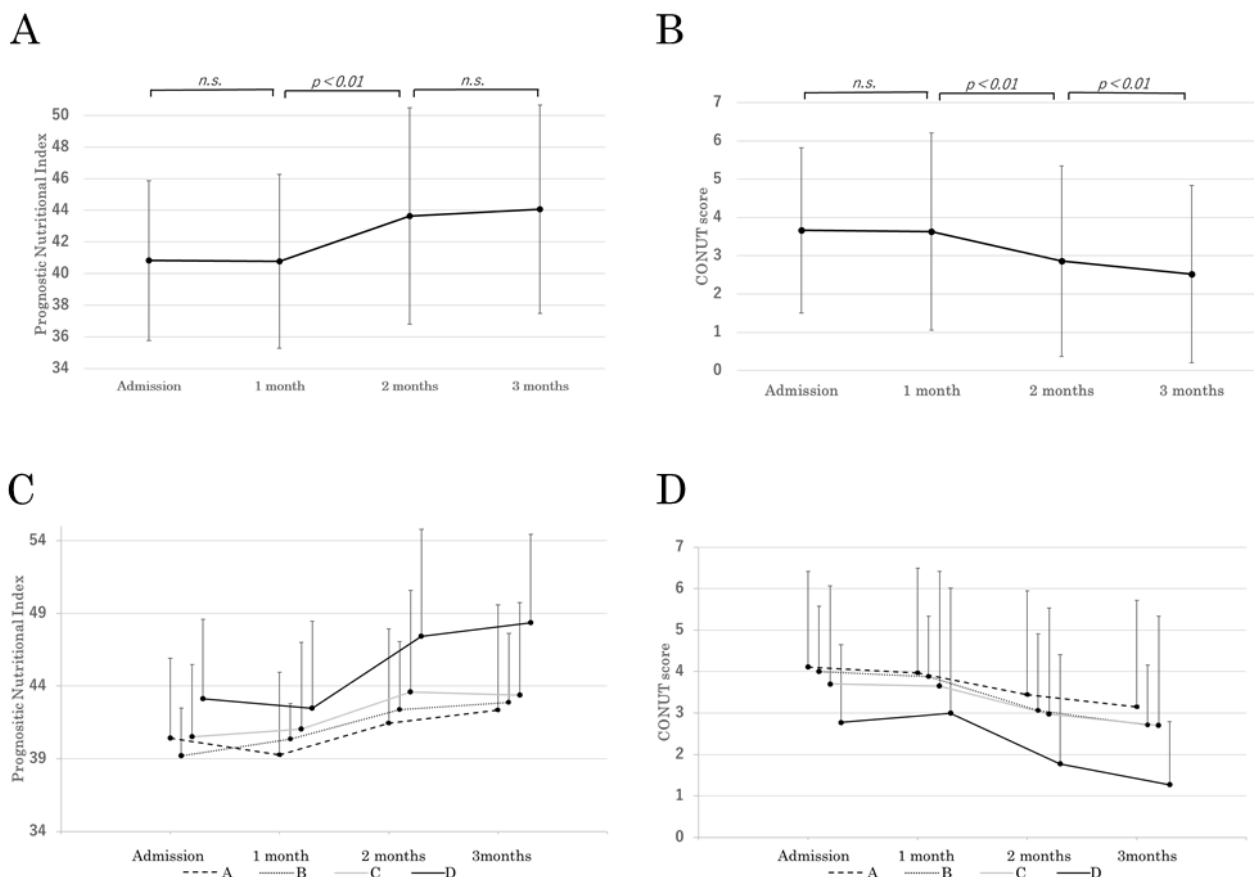 A
n.s. p<0.01 n.s.
50
48
46
44
42
40
38
36
34
Prognostic Nutritional Index
Admission 1 month 2 months 3 months
B
n.s. p<0.01 p<0.01
7
6
5
4
3
2
1
0
CONUT score
Admission 1 month 2 months 3 months
C
54
49
44
39
34
Prognositic Nutritional Index
Admission 1 month 2 months 3months
A B C D
D
7
6
5
4
3
2
1
0
CONUT score
Admission 1 month 2 months 3months
A B C D